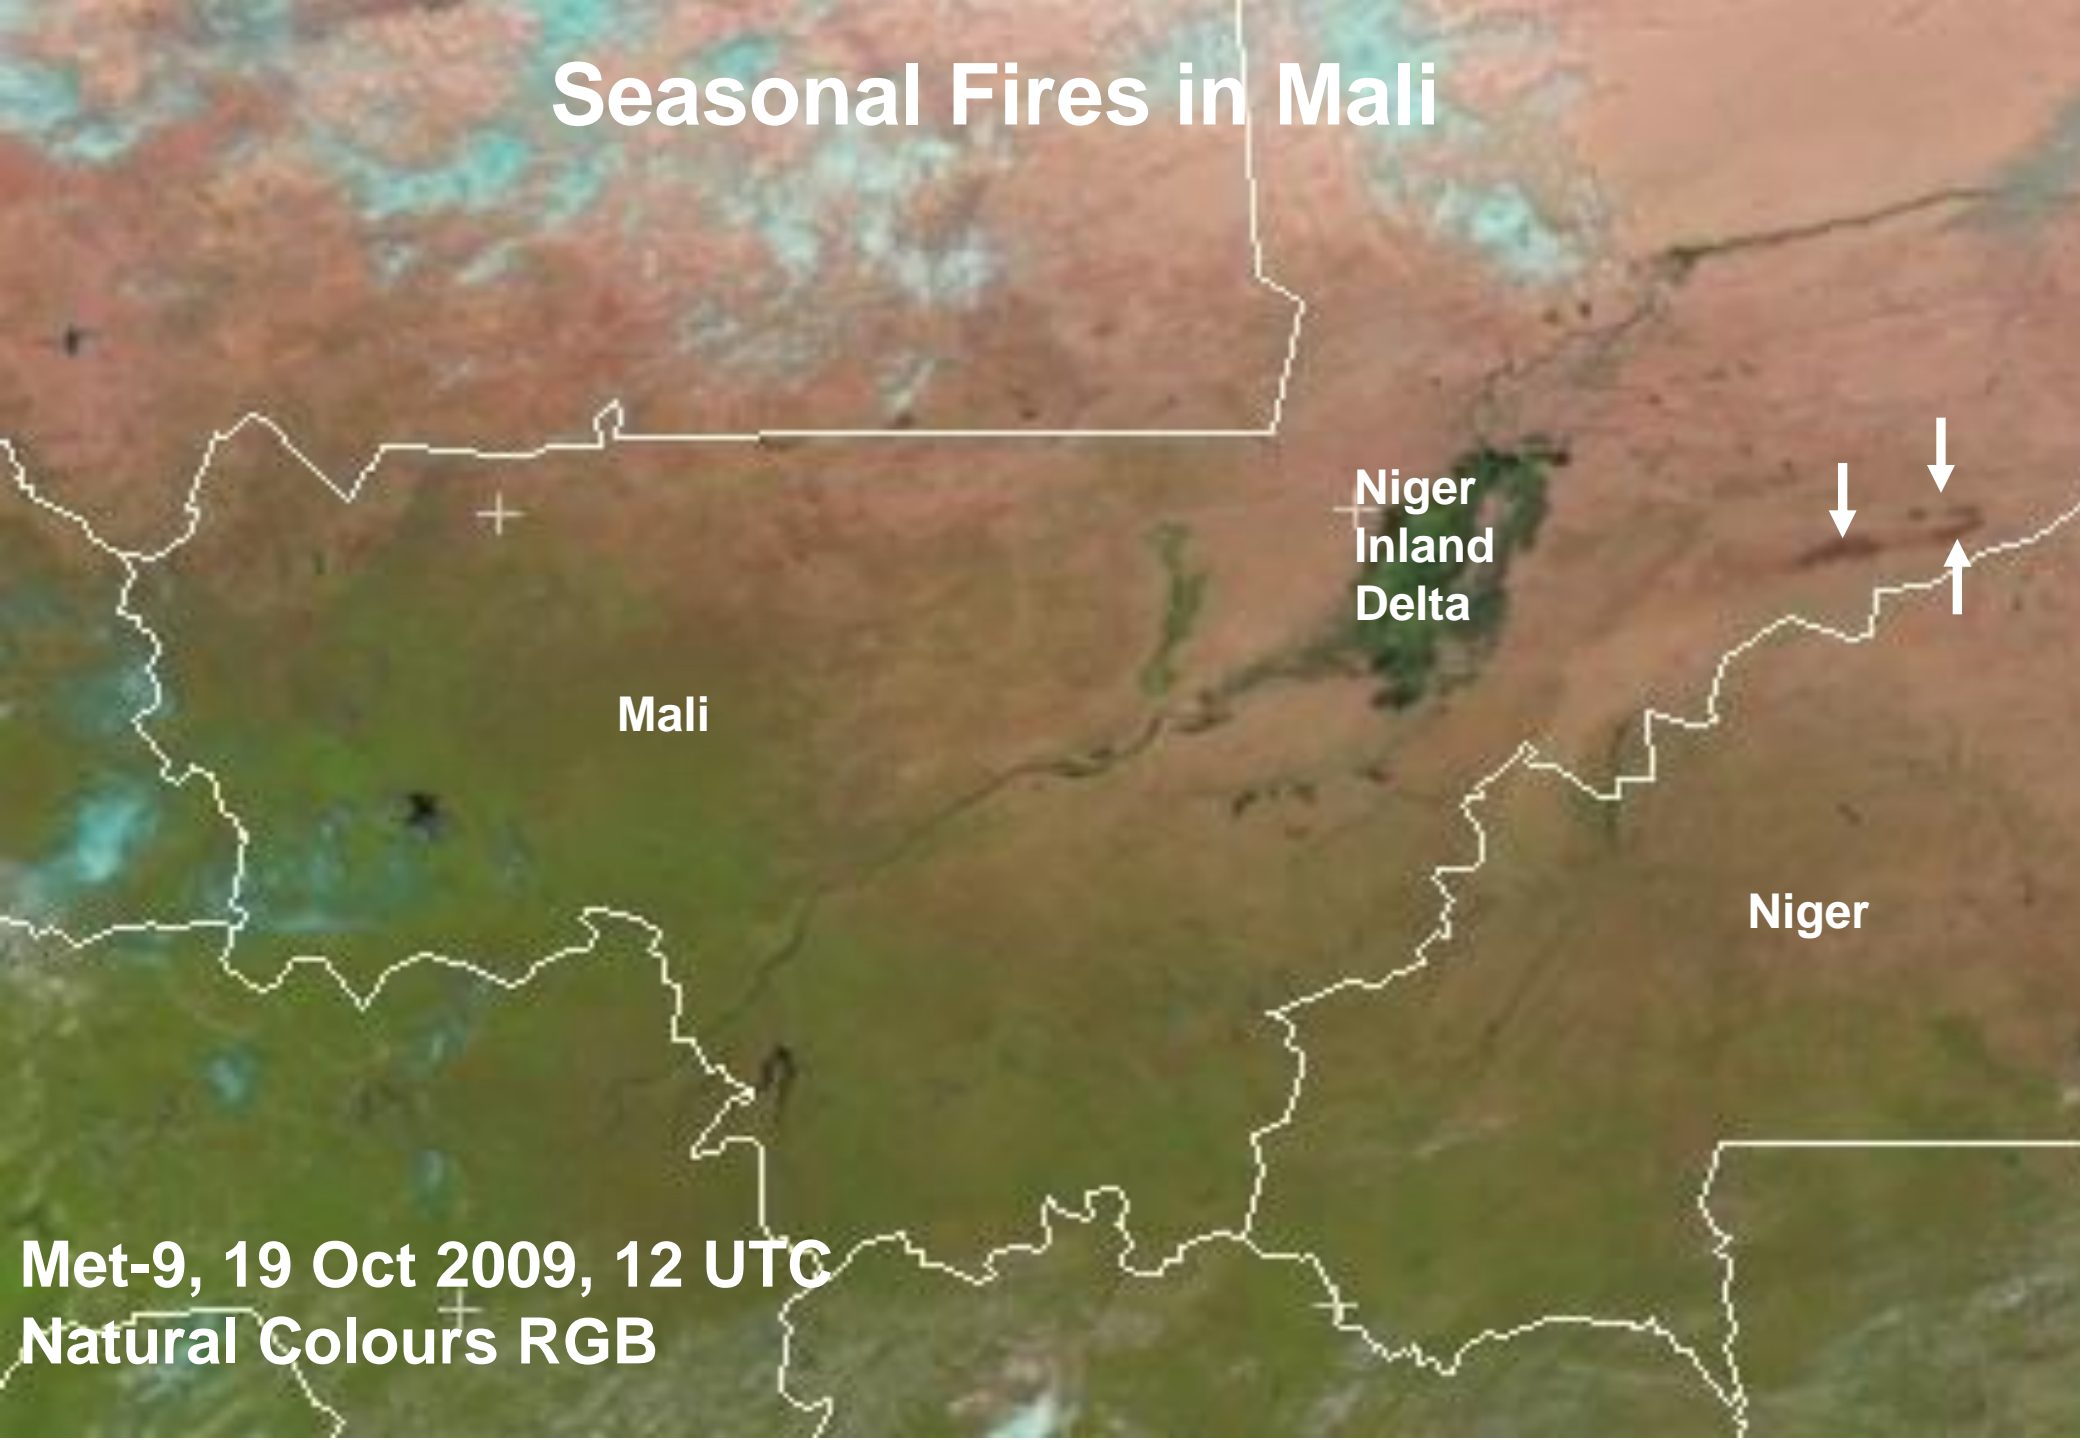 Seasonal Fires in Mali
Niger
Inland
Delta
Mali
Niger
Met-9, 19 Oct 2009, 12 UTC
Natural Colours RGB